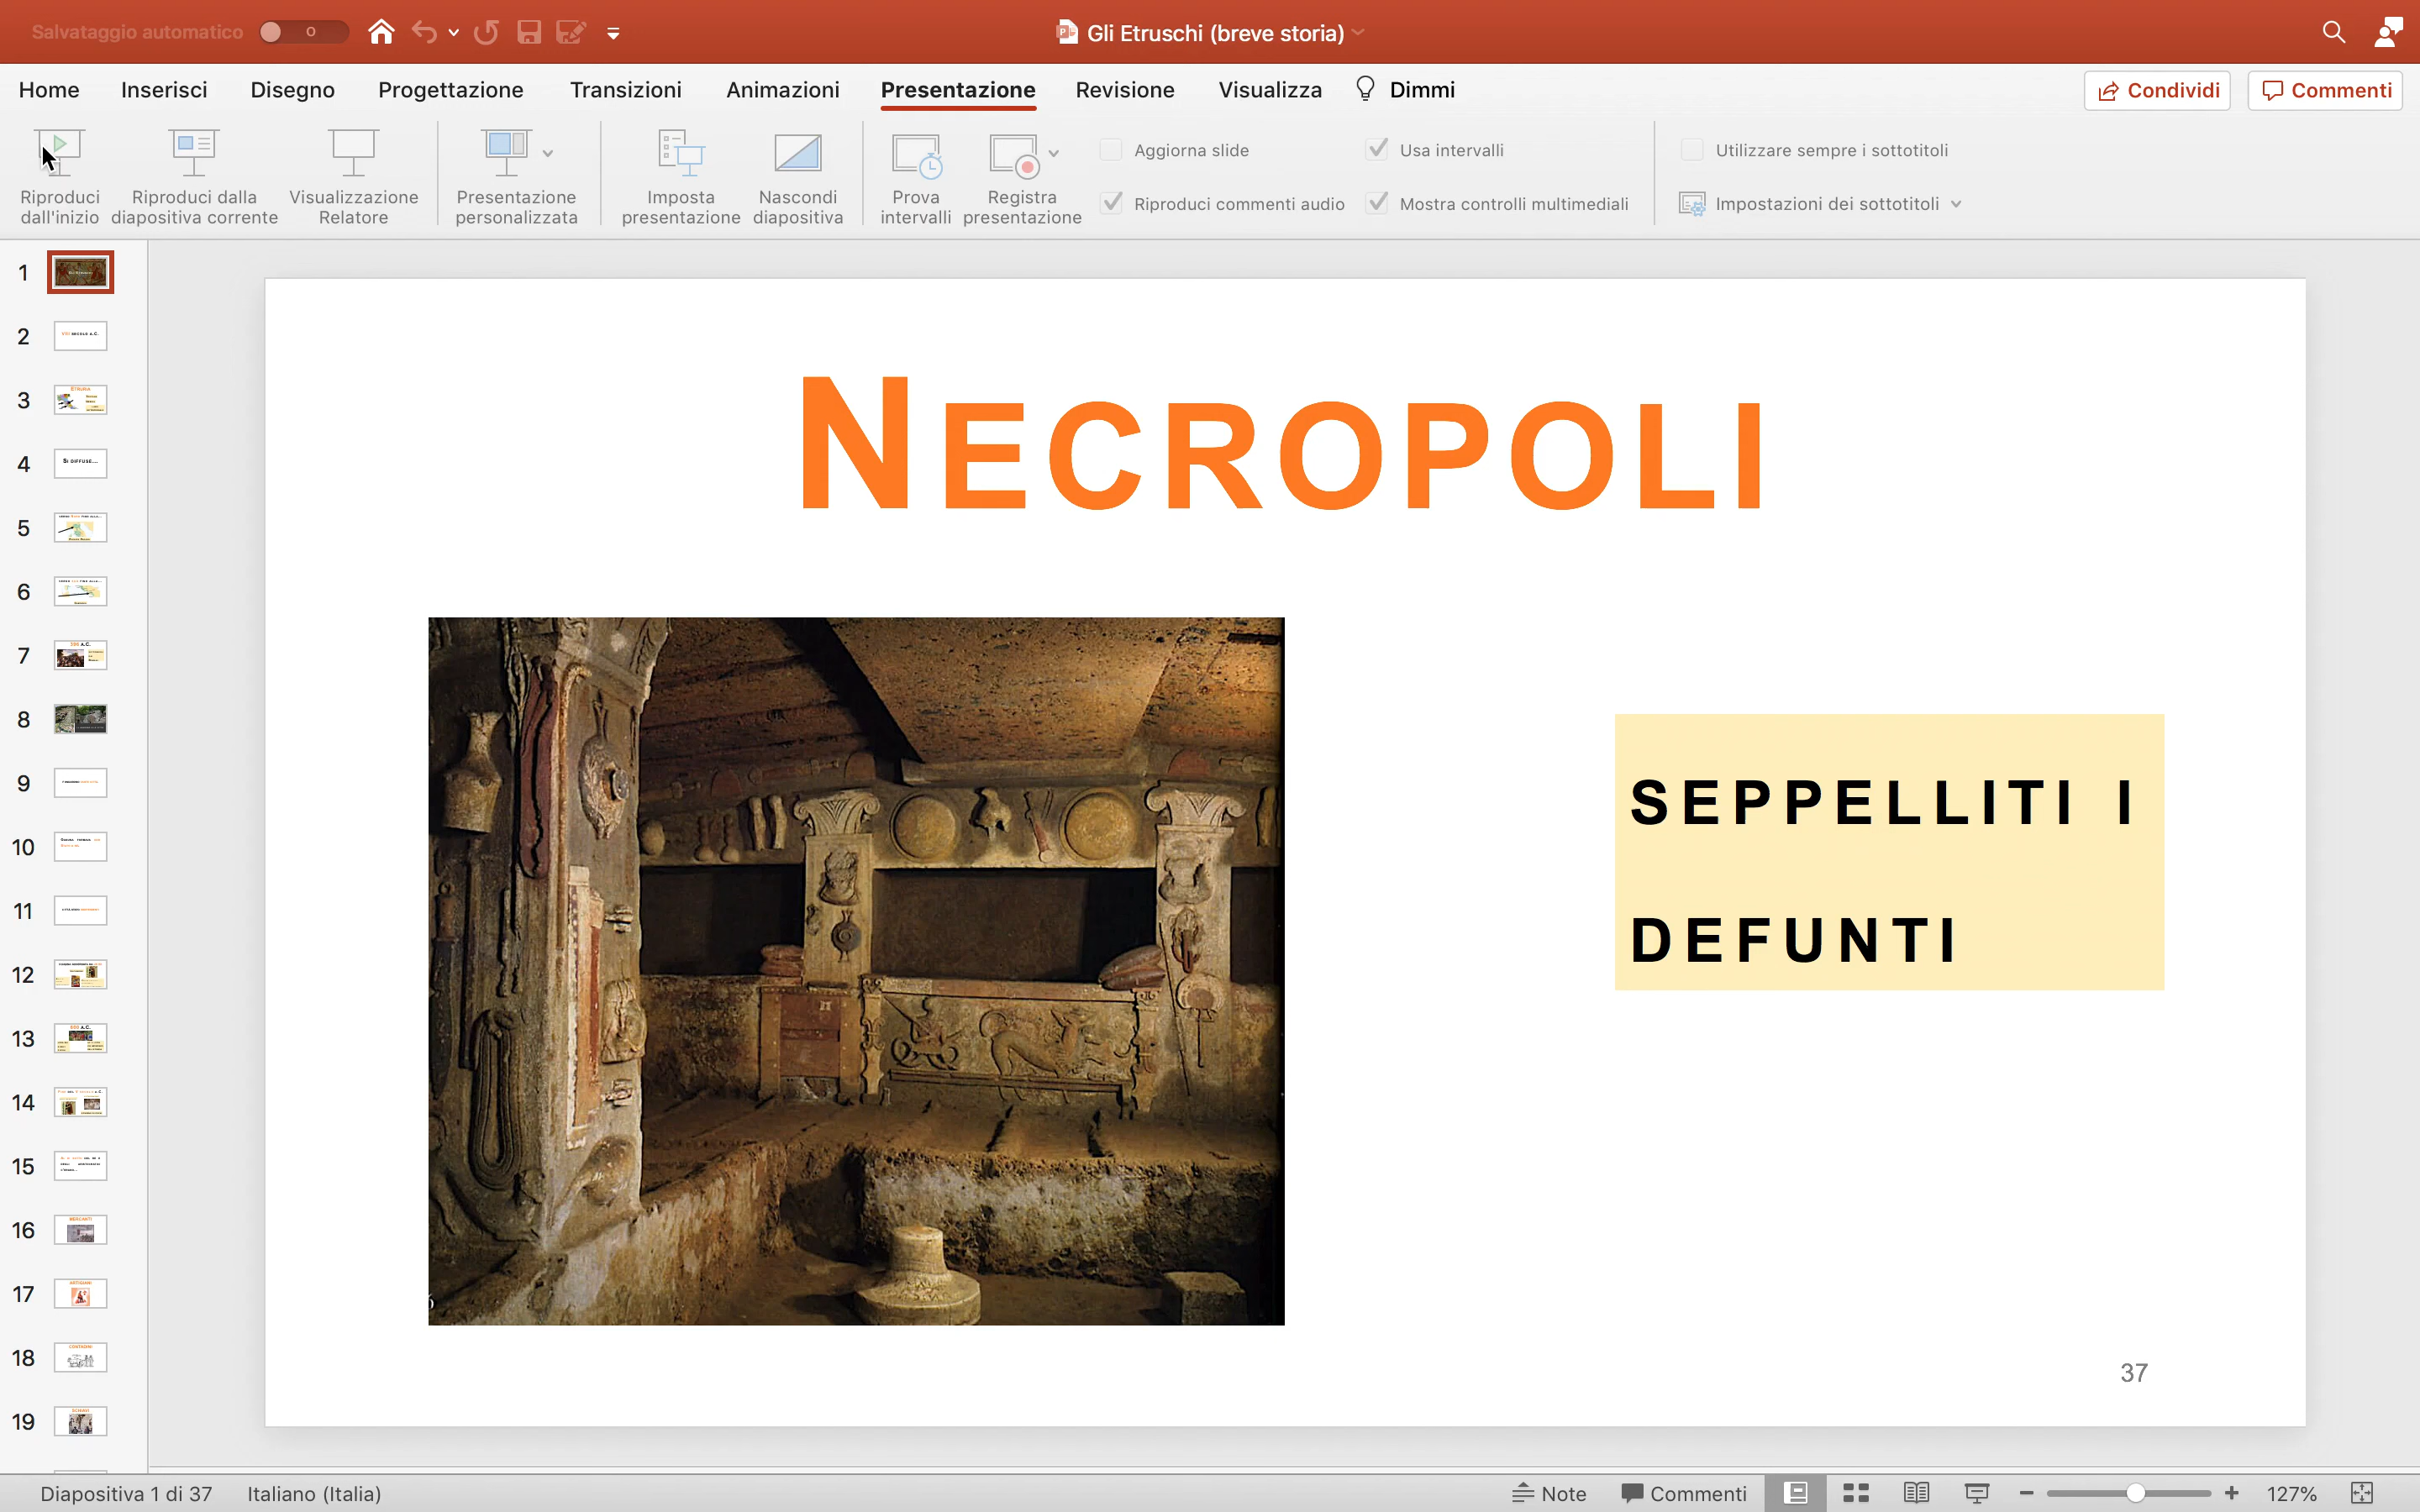 Salvataggio automatico
Gli Etruschi (breve storia)
Home Inserisci Disegno Progettazione Transizioni Animazioni Presentazione Revisione Visualizza Dimmi Condividi Commenti
Riproduci dall'inizio
Riproduci dalla diapositiva corrente
Visualizzazione Relatore
Presentazione personalizzata
Imposta presentazione
Nascondi diapositiva
Prova intervalli
Registra presentazione
Aggiorna slide
Riproduci commenti audio
Usa intervalli
Mostra controlli multimediali
Utilizzare sempre i sottotitoli
Impostazioni dei sottotitoli
1
2
3
4
5
6
7
8
9
10
11
12
13
14
15
16
17
18
19
NECROPOLI
SEPPELLITI I
DEFUNTI
37
Diapositiva 1 di 37 Italiano (Italia) Note Commenti 127%